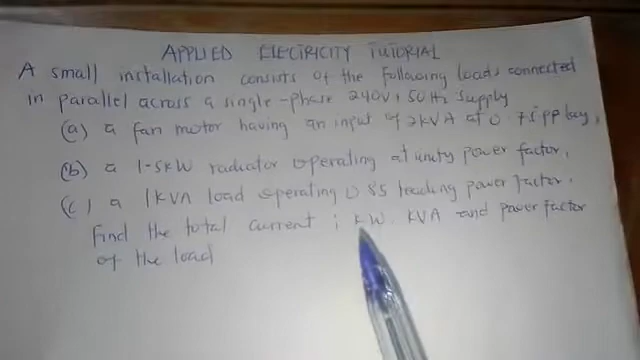 APPLIED ELECTRICITY TUTORIAL
A small installation consists of the following loads connected
in parallel across a single-phase 240V, 50Hz supply
(a) a fan motor having an input of 2KVA at 0.75 pf lag,
(b) a 1-5KW radiator operating at unity power factor,
(c) a 1KVA load operating 0 85 leading power factor.
Find the total current i KW. KVA and power factor
of the load